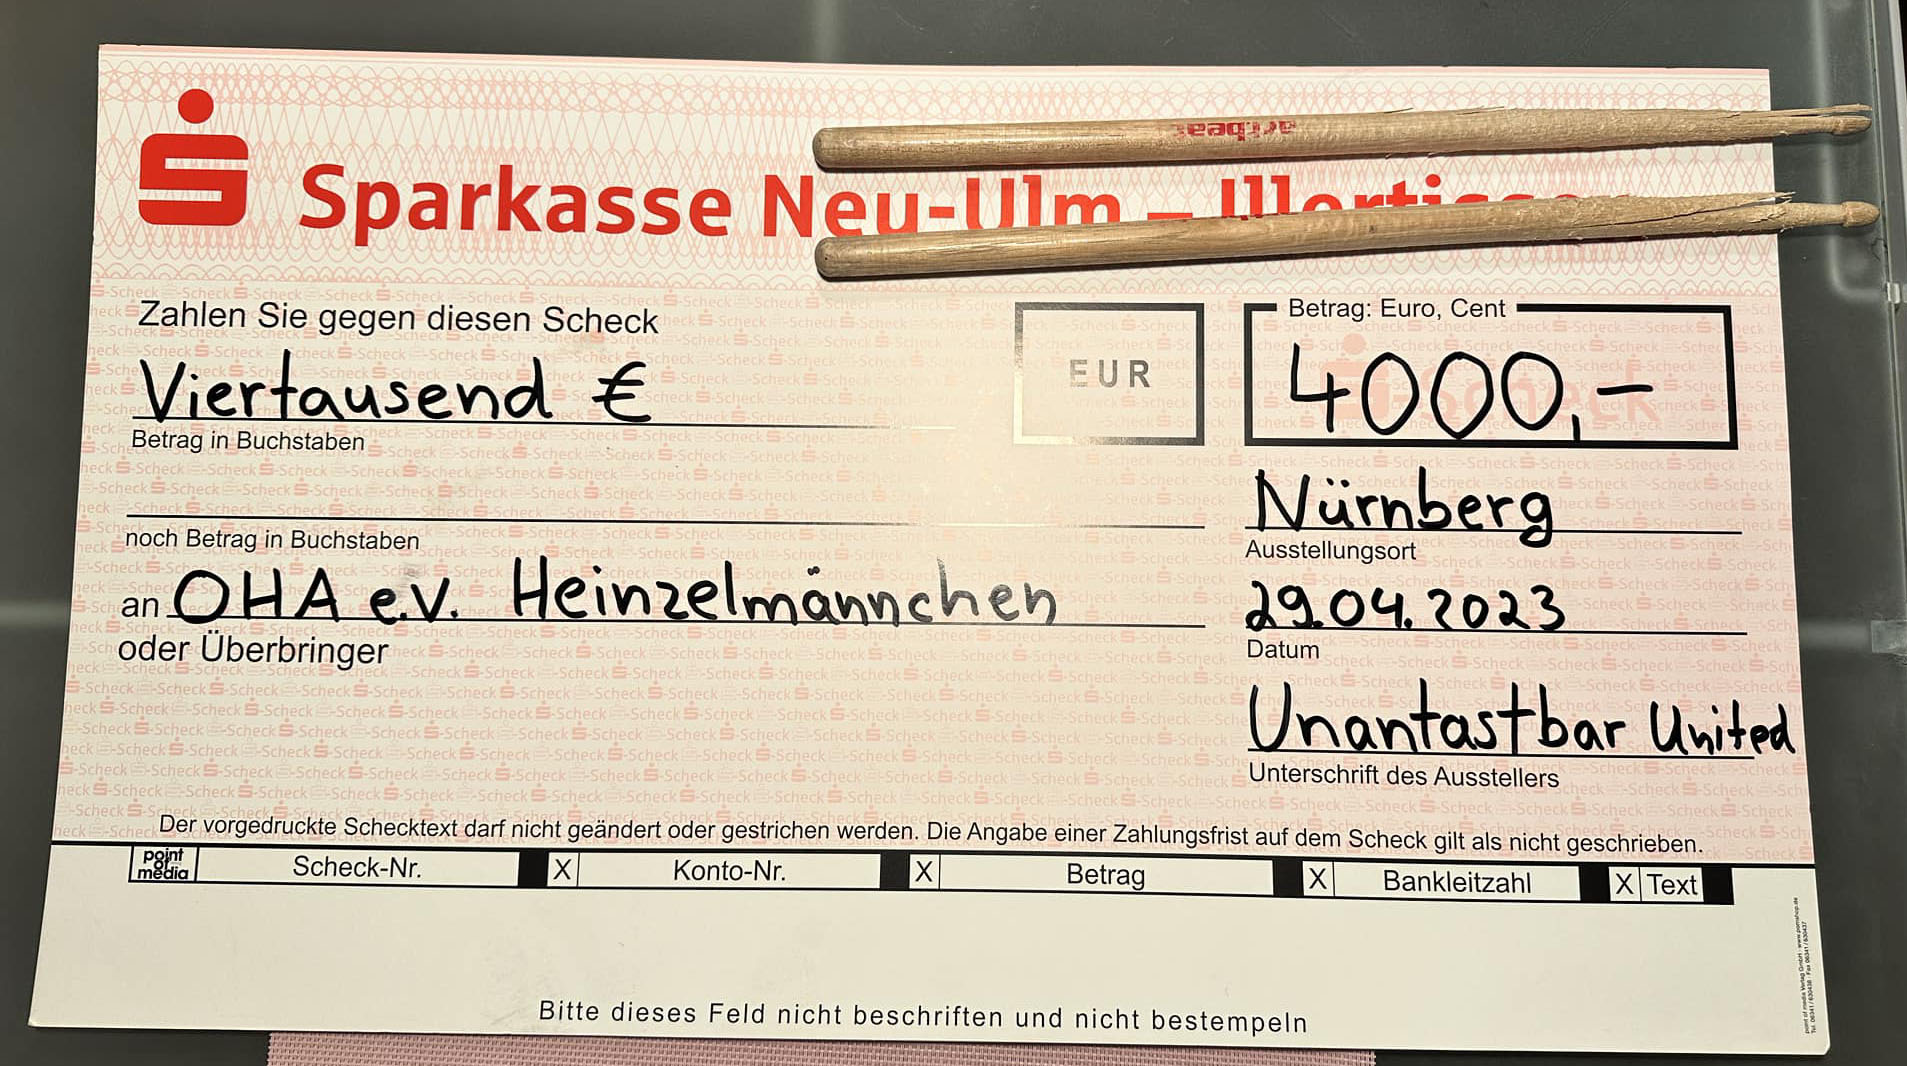 Sparkasse Neu-Ulm – Illertissen
artbeat
Zahlen Sie gegen diesen Scheck
EUR
Betrag: Euro, Cent
Viertausend €
4000,-
Betrag in Buchstaben
Nürnberg
noch Betrag in Buchstaben
Ausstellungsort
an OHA e.V. Heinzelmännchen
29.04.2023
oder Überbringer
Datum
Unantastbar United
Unterschrift des Ausstellers
Der vorgedruckte Schecktext darf nicht geändert oder gestrichen werden. Die Angabe einer Zahlungsfrist auf dem Scheck gilt als nicht geschrieben.
point of media Scheck-Nr. X Konto-Nr. X Betrag X Bankleitzahl X Text
Bitte dieses Feld nicht beschriften und nicht bestempeln